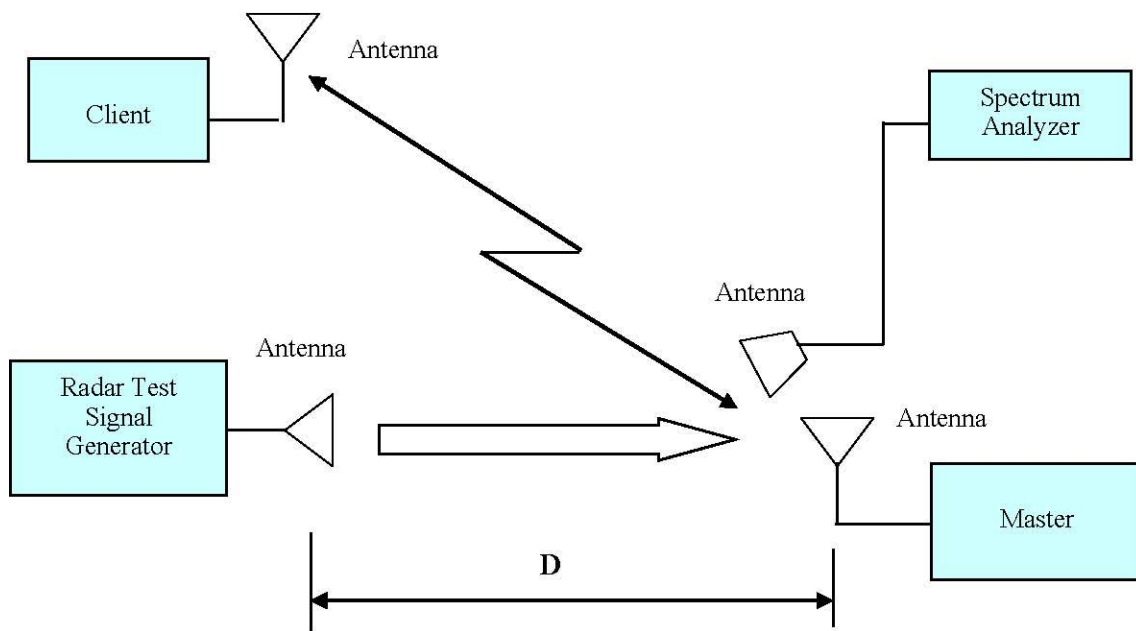 Antenna
Client
Spectrum
Analyzer
Antenna
Antenna
Radar Test
Signal
Generator
Antenna
Master
D